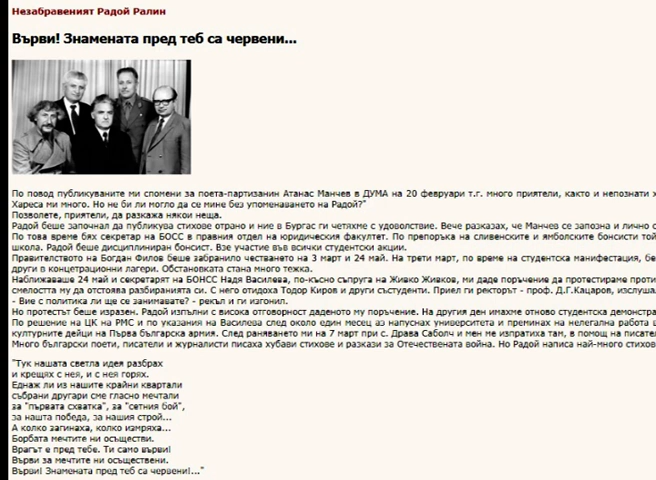 Незабравеният Радой Ралин
Върви! Знамената пред теб са червени...
По повод публикуваните ми спомени за поета-партизанин Атанас Манчев в ДУМА на 20 февруари т.г. много приятели, както и непознати х
Хареса ми много. Но не би ли могло да се мине без упоменаването на Радой?"
Позволете, приятели, да разкажа някои неща.
Радой беше започнал да публикува стихове отрано и ние в Бургас ги четяхме с удоволствие. Вече разказах, че Манчев се запозна и лично с
По това време бях секретар на БОСС в правния отдел на юридическия факултет. По препоръка на сливенските и ямболските бонсисти той
школа. Радой беше дисциплиниран бонсист. Взе участие във всички студентски акции.
Правителството на Богдан Филов беше забранило честването на 3 март и 24 май. На трети март, по време на студентска манифестация, бе
други в концетрационни лагери. Обстановката стана много тежка.
Наближаваше 24 май и секретарят на БОНСС Надя Василева, по-късно съпруга на Живко Живков, ми даде поръчение да протестираме проти
смелостта му да отстоява разбиранията си. С него отидоха Тодор Киров и други състуденти. Приел ги ректорът - проф. Д.Г.Кацаров, изслуша
- Вие с политика ли ще се занимавате? - рекъл и ги изгонил.
Но протестът беше изразен. Радой изпълни с висока отговорност даденото му поръчение. На другия ден имахме отново студентска демонстра
По решение на ЦК на РМС и по указания на Василева след около един месец аз напуснах университета и преминах на нелегална работа в
културните дейци на Първа българска армия. След раняването ми на 7 март при с. Драва Саболч и мен ме изпратиха там, в помощ на писател
Много български поети, писатели и журналисти писаха хубави стихове и разкази за Отечествената война. Но Радой написа най-много стихове
"Тук нашата светла идея разбрах
и крещях с нея, и с нея горях.
Еднаж ли из нашите крайни квартали
събрани другари сме гласно мечтали
за "първата схватка", за "сетния бой",
за нашта победа, за нашия строй...
А колко загинаха, колко измряха...
Борбата мечтите ни осъществи.
Врагът е пред тебе. Ти само върви!
Върви за мечтите ни осъществени.
Върви! Знамената пред теб са червени!..."